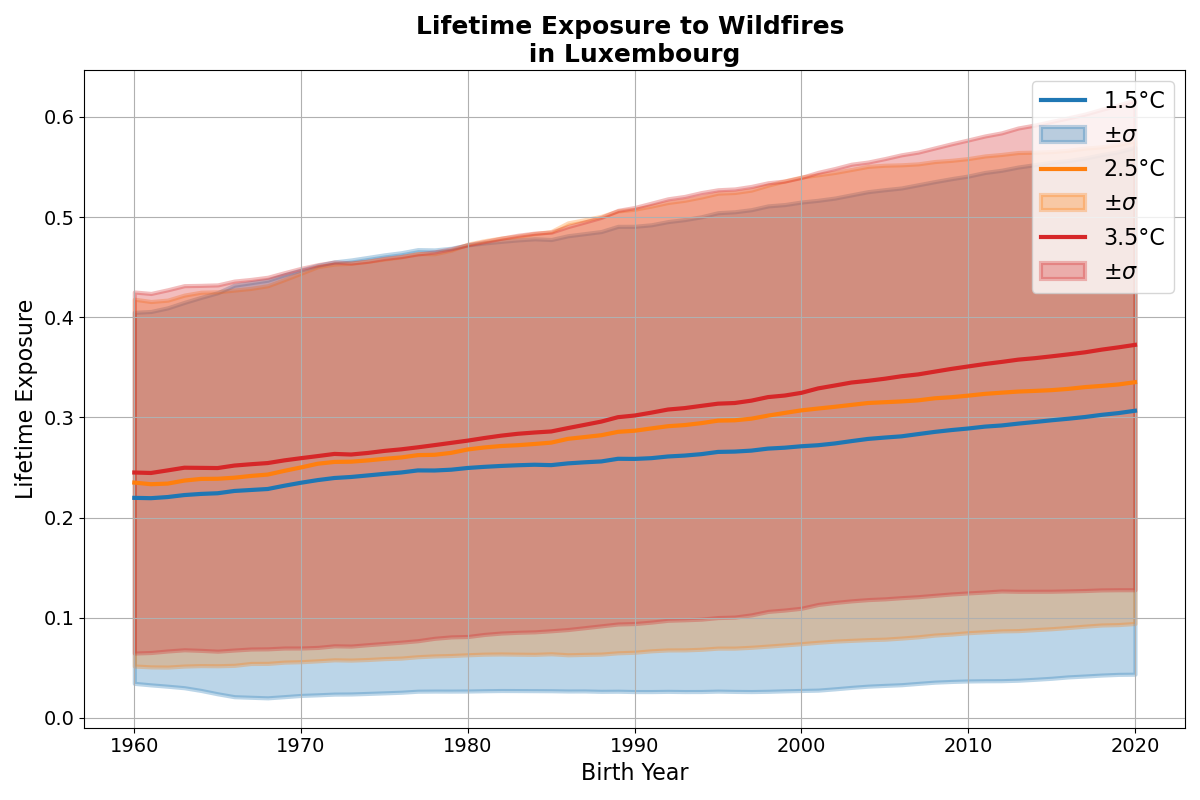 Lifetime Exposure to Wildfires
in Luxembourg
Lifetime Exposure
0.6
0.5
0.4
0.3
0.2
0.1
0.0
1960
1970
1980
1990
2000
2010
2020
Birth Year
1.5°C
±σ
2.5°C
±σ
3.5°C
±σ